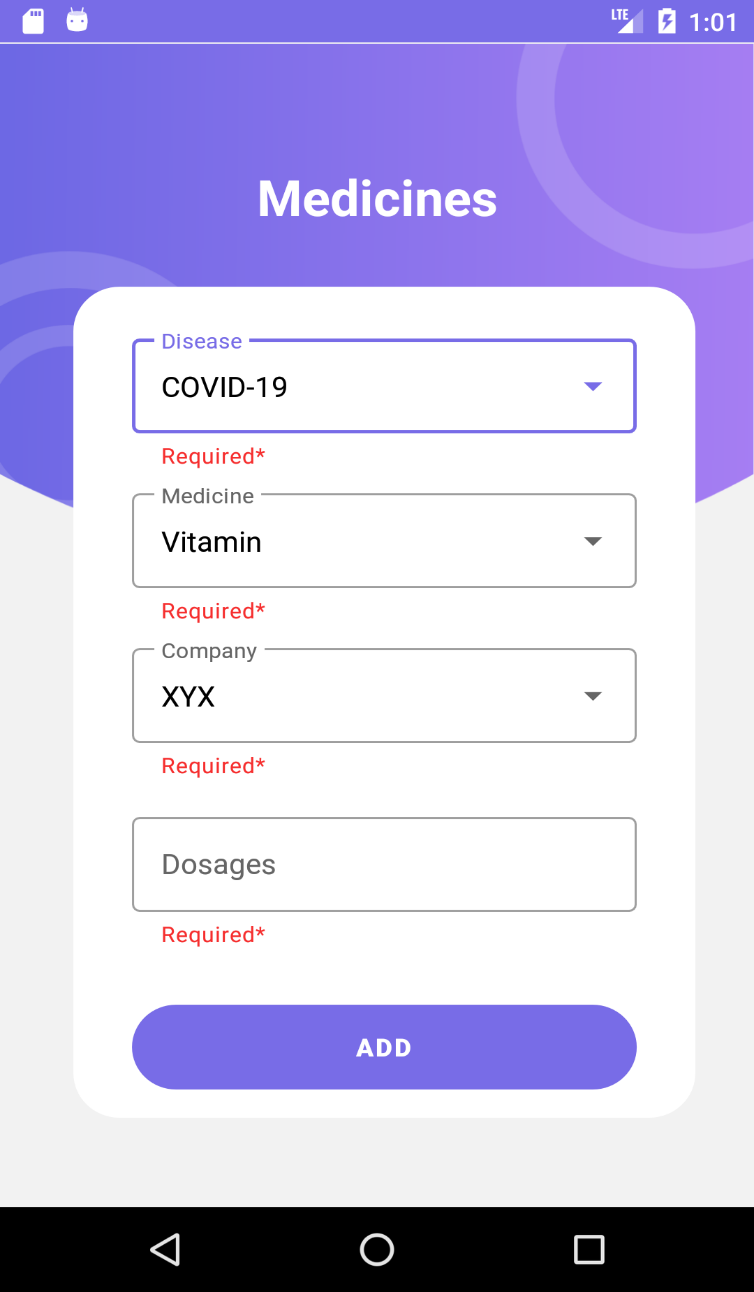 LTE 1:01
Medicines
Disease
COVID-19
Required*
Medicine
Vitamin
Required*
Company
XYX
Required*
Dosages
Required*
ADD